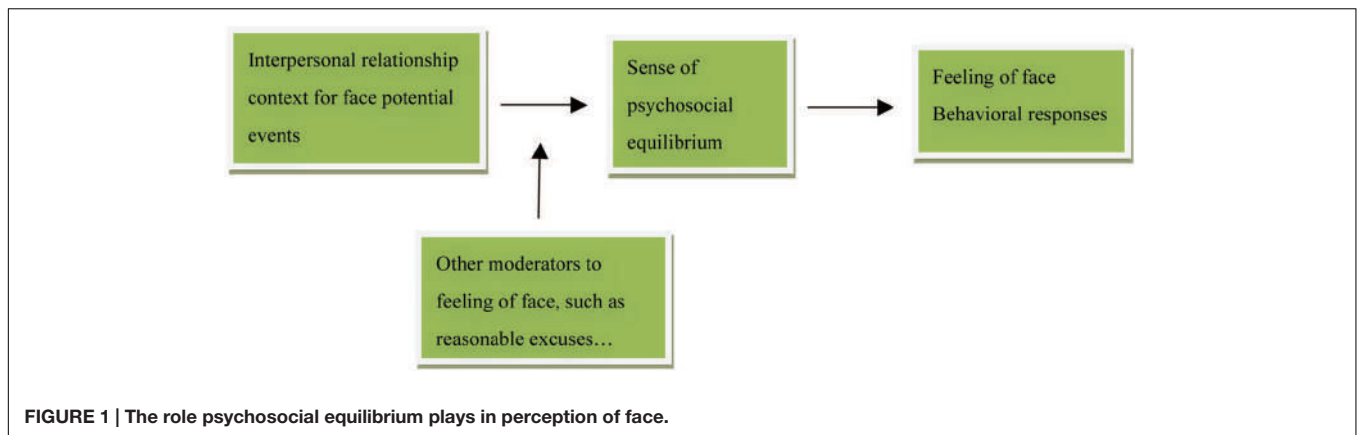 Interpersonal relationship
context for face potential
events
Sense of
psychosocial
equilibrium
Feeling of face
Behavioral responses
Other moderators to
feeling of face, such as
reasonable excuses…
FIGURE 1 | The role psychosocial equilibrium plays in perception of face.